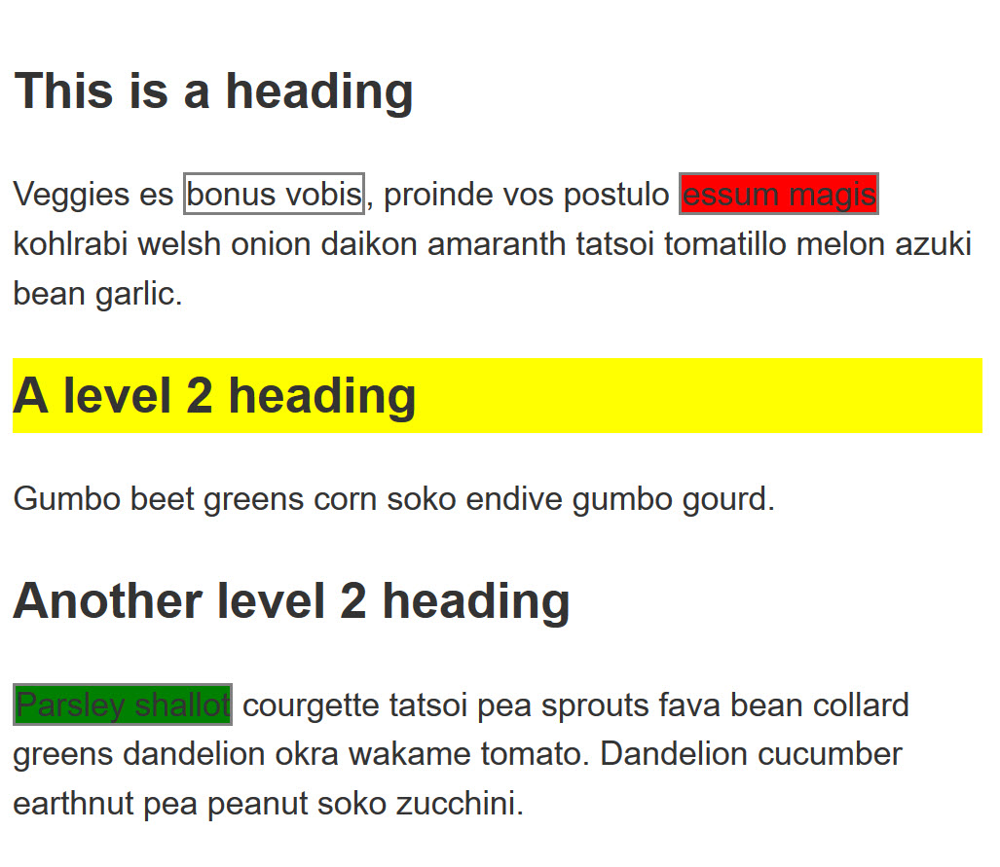 This is a heading
Veggies es bonus vobis, proinde vos postulo essum magis
kohlrabi welsh onion daikon amaranth tatsoi tomatillo melon azuki
bean garlic.
A level 2 heading
Gumbo beet greens corn soko endive gumbo gourd.
Another level 2 heading
Parsley shallot courgette tatsoi pea sprouts fava bean collard
greens dandelion okra wakame tomato. Dandelion cucumber
earthnut pea peanut soko zucchini.